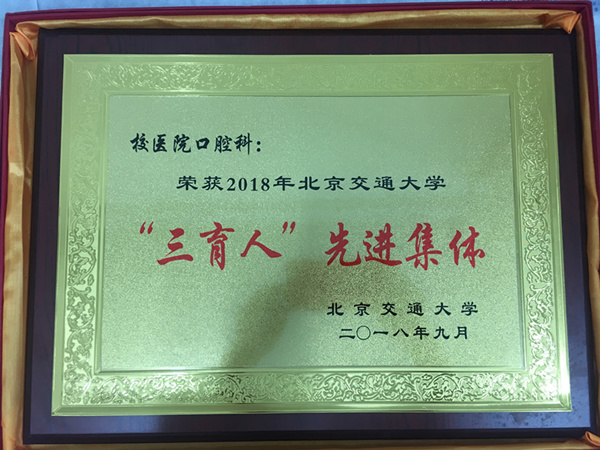 校医院口腔科：
荣获2018年北京交通大学
“三育人”先进集体
北京交通大学
二〇一八年九月